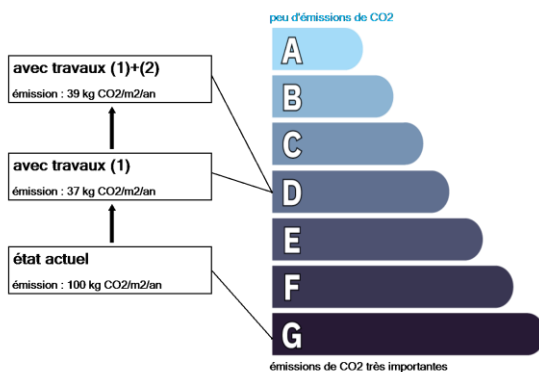 peu d'émissions de CO2
avec travaux (1)+(2)
émission : 39 kg CO2/m2/an
avec travaux (1)
émission : 37 kg CO2/m2/an
état actuel
émission : 100 kg CO2/m2/an
A
B
C
D
E
F
G
émissions de CO2 très importantes